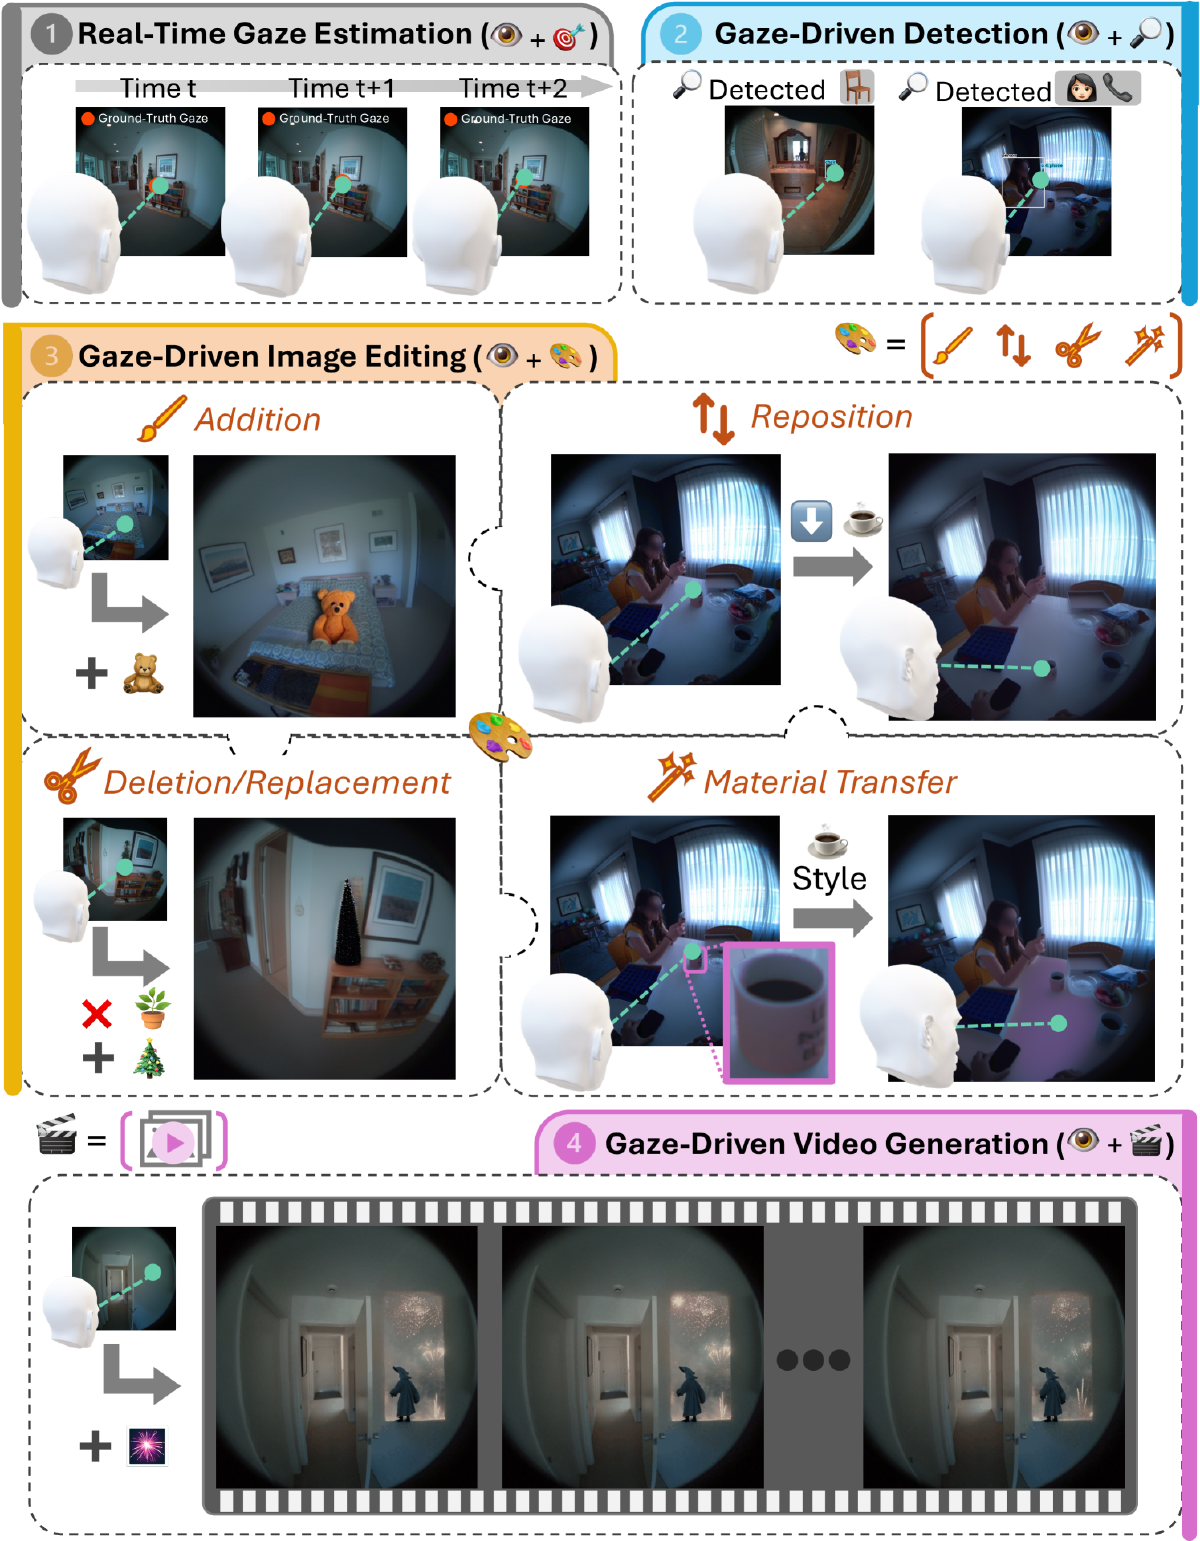 1 Real-Time Gaze Estimation ( + )
Time t Time t+1 Time t+2
Ground-Truth Gaze Ground-Truth Gaze Ground-Truth Gaze
2 Gaze-Driven Detection ( + )
Detected Detected
3 Gaze-Driven Image Editing ( + )
= [ ]
Addition
+
Reposition
Deletion/Replacement
+
Material Transfer
Style
= [ ]
4 Gaze-Driven Video Generation ( + )
+